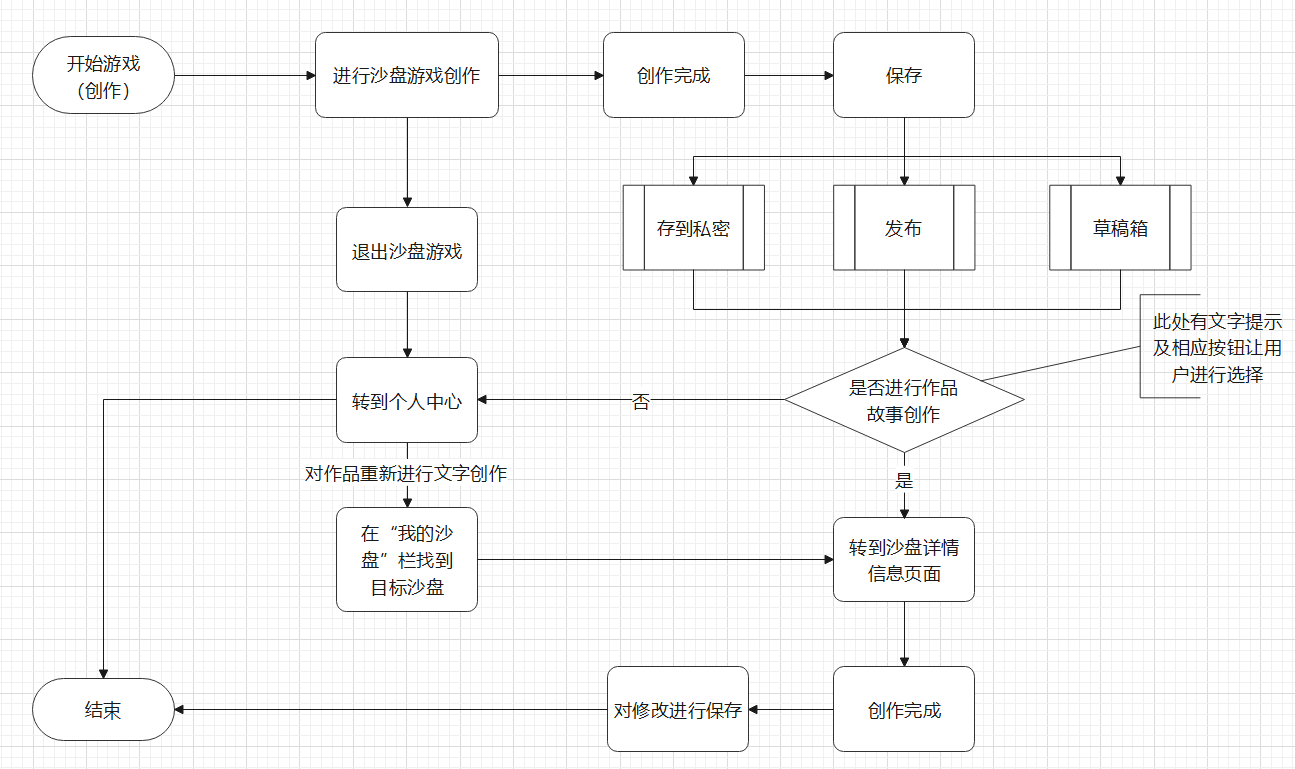 开始游戏
（创作）
进行沙盘游戏创作
创作完成
保存
退出沙盘游戏
存到私密
发布
草稿箱
此处有文字提示
及相应按钮让用
户进行选择
转到个人中心
否
是否进行作品
故事创作
对作品重新进行文字创作
是
在“我的沙
盘”栏找到
目标沙盘
转到沙盘详情
信息页面
结束
对修改进行保存
创作完成